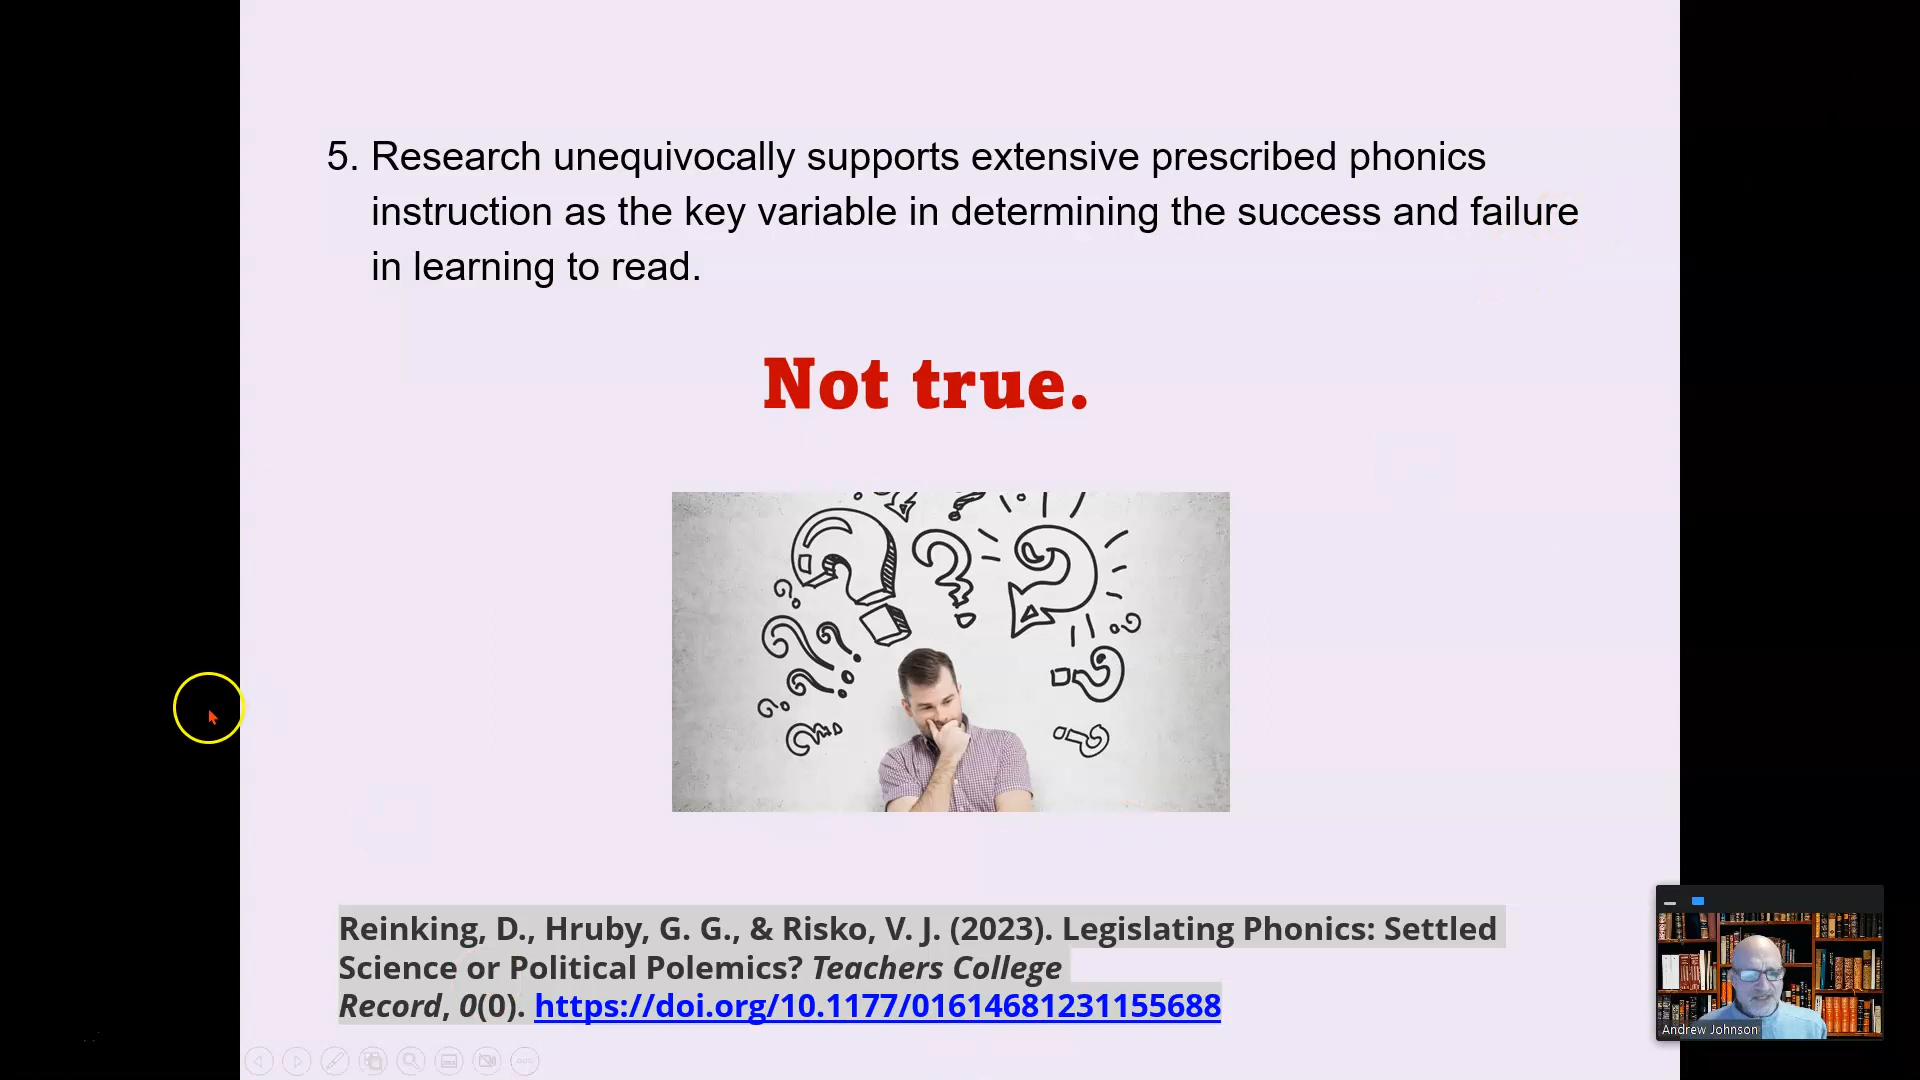 5. Research unequivocally supports extensive prescribed phonics
instruction as the key variable in determining the success and failure
in learning to read.
Not true.
Reinking, D., Hruby, G. G., & Risko, V. J. (2023). Legislating Phonics: Settled
Science or Political Polemics? Teachers College
Record, 0(0). https://doi.org/10.1177/01614681231155688
Andrew Johnson